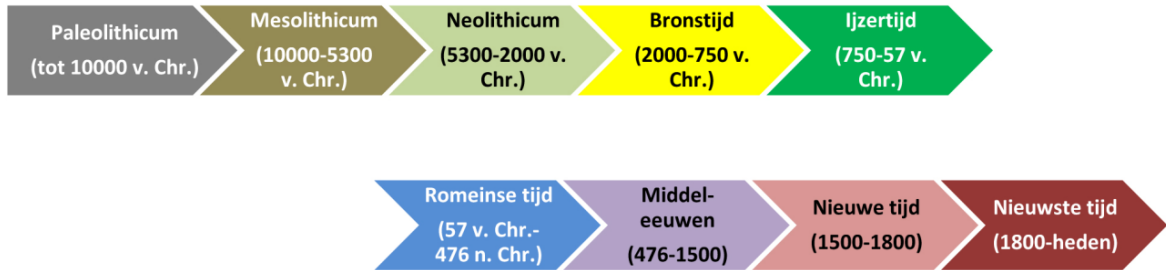 Paleolithicum
(tot 10000 v. Chr.)
Mesolithicum
(10000-5300
v. Chr.)
Neolithicum
(5300-2000 v.
Chr.)
Bronstijd
(2000-750 v.
Chr.)
Ijzertijd
(750-57 v.
Chr.)
Romeinse tijd
(57 v. Chr.-
476 n. Chr.)
Middel-
eeuwen
(476-1500)
Nieuwe tijd
(1500-1800)
Nieuwste tijd
(1800-heden)